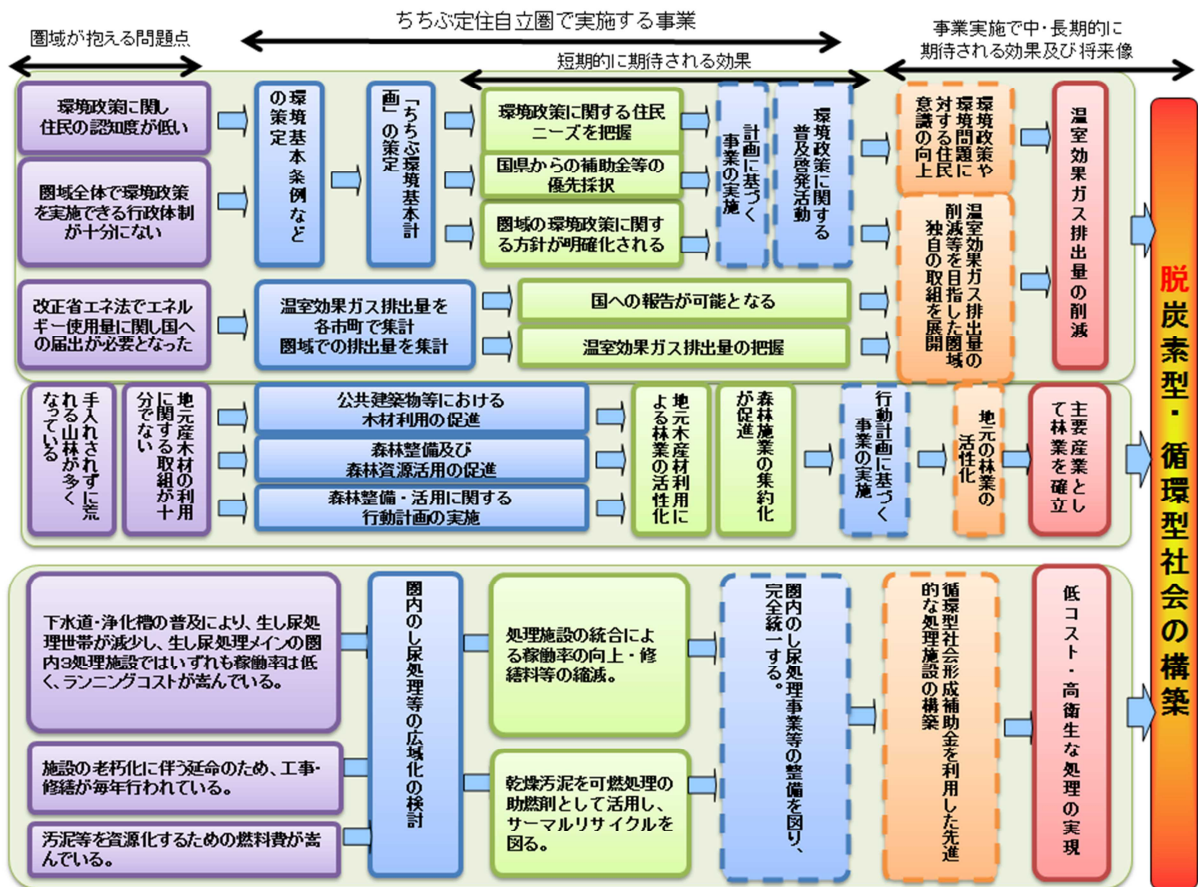 ちちぶ定住自立圏で実施する事業
圏域が抱える問題点
短期的に期待される効果
事業実施で中・長期的に
期待される効果及び将来像
環境政策に関し
住民の認知度が低い
圏域全体で環境政策
を実施できる行政体制
が十分にない
環境基本条例など
の策定
「ちちぶ環境基本計
画」の策定
環境政策に関する住民
ニーズを把握
国県からの補助金等の
優先採択
圏域の環境政策に関す
る方針が明確化される
計画に基づく
事業の実施
環境政策に関する
普及啓発活動
環境政策や
環境問題に
対する住民
意識の向上
温室効果ガス排出量の
削減等を目指した圏域
独自の取組を展開
温室効果ガス排出量の削減
改正省エネ法でエネル
ギー使用量に関し国へ
の届出が必要となった
温室効果ガス排出量を
各市町で集計
圏域での排出量を集計
国への報告が可能となる
温室効果ガス排出量の把握
手入れされずに荒
れる山林が多く
なっている
地元産木材の利用
に関する取組が十
分でない
公共建築物等における
木材利用の促進
森林整備及び
森林資源活用の促進
森林整備・活用に関する
行動計画の実施
地元木産材利用に
よる林業の活性化
森林施業の集約化
が促進
行動計画に基づく
事業の実施
地元の林業の
活性化
主要産業とし
て林業を確立
下水道・浄化槽の普及により、生し尿処
理世帯が減少し、生し尿処理メインの圏
内3処理施設ではいずれも稼働率は低
く、ランニングコストが嵩んでいる。
施設の老朽化に伴う延命のため、工事・
修繕が毎年行われている。
汚泥等を資源化するための燃料費が嵩
んでいる。
圏内のし尿処理等の広域化の検討
処理施設の統合によ
る稼働率の向上・修
繕料等の縮減。
乾燥汚泥を可燃処理の
助燃剤として活用し、
サーマルリサイクルを
図る。
圏内のし尿処理事業等の整備を図り、
完全統一する。
循環型社会形成補助金を利用した先進
的な処理施設の構築
低コスト・高衛生な処理の実現
脱炭素型・循環型社会の構築